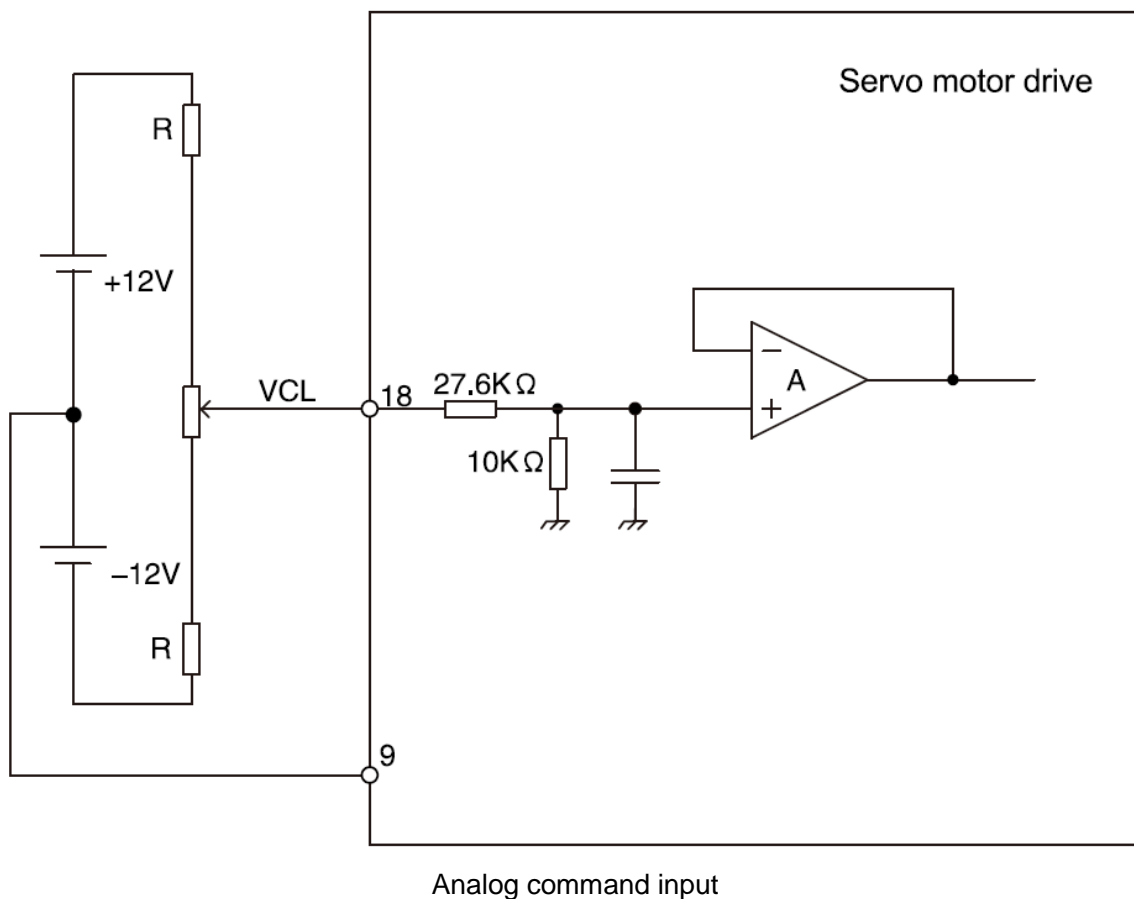 Servo motor drive
R
+12V
VCL
18
27.6KΩ
A
−
+
10KΩ
–12V
R
9
Analog command input